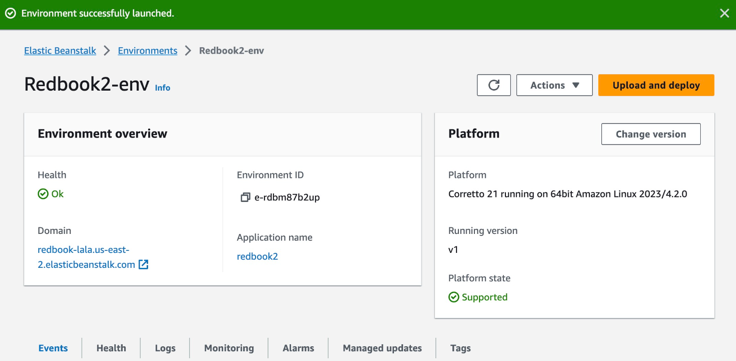 Environment successfully launched.
Elastic Beanstalk > Environments > Redbook2-env
Redbook2-env Info
Actions
Upload and deploy
Environment overview
Health
Ok
Domain
redbook-lala.us-east-
2.elasticbeanstalk.com
Environment ID
e-rdbm87b2up
Application name
redbook2
Platform
Change version
Platform
Corretto 21 running on 64bit Amazon Linux 2023/4.2.0
Running version
v1
Platform state
Supported
Events
Health
Logs
Monitoring
Alarms
Managed updates
Tags